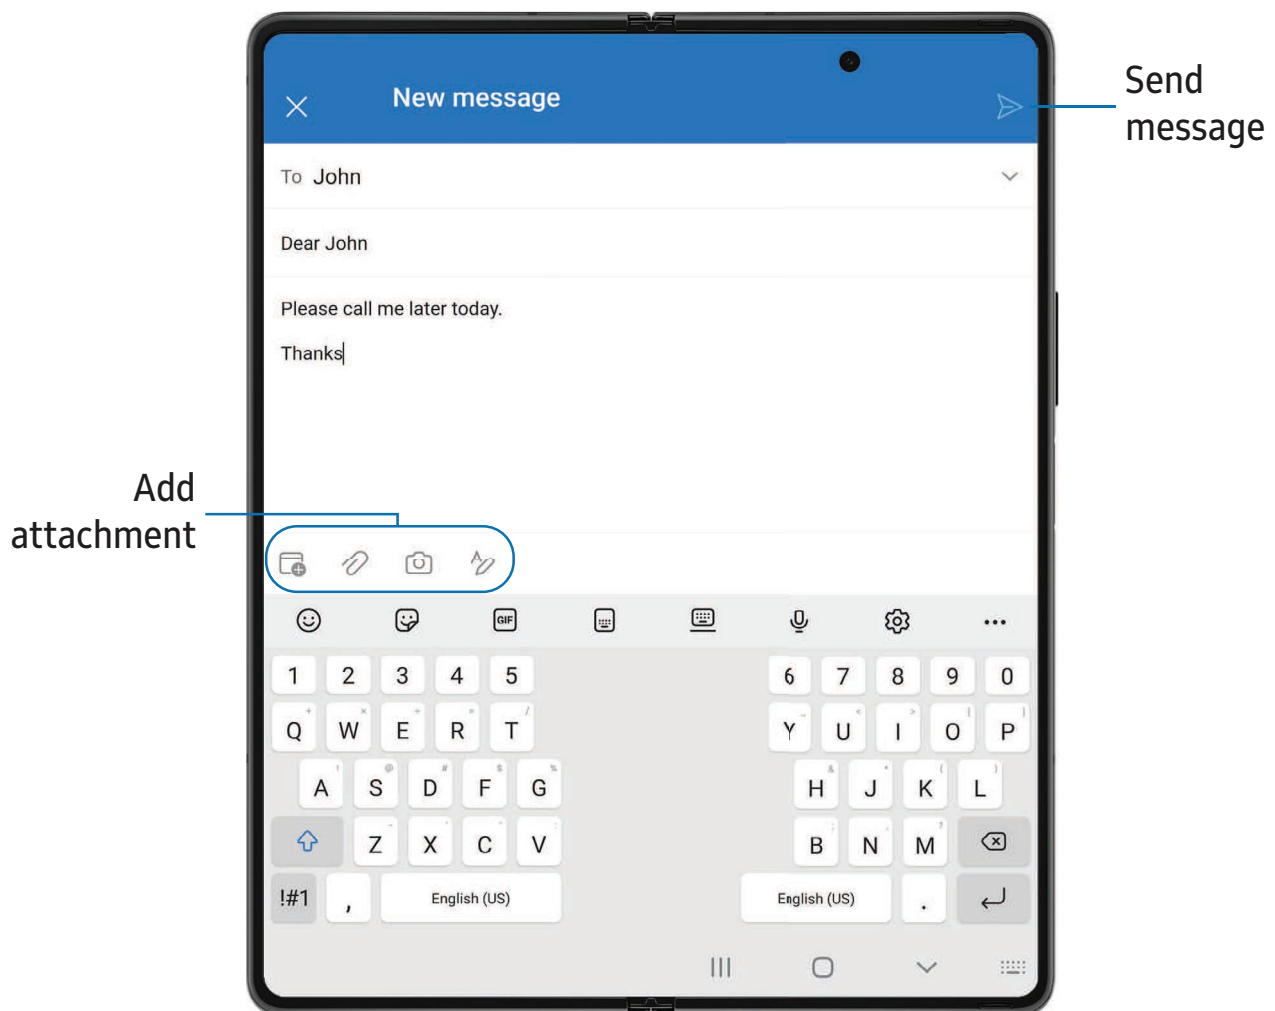 New message
Send
message
To John
Dear John
Please call me later today.
Thanks
Add
attachment
GIF
1 2 3 4 5 6 7 8 9 0
Q W E R T Y U I O P
A S D F G H J K L
Z X C V B N M
!#1 , English (US) English (US) .